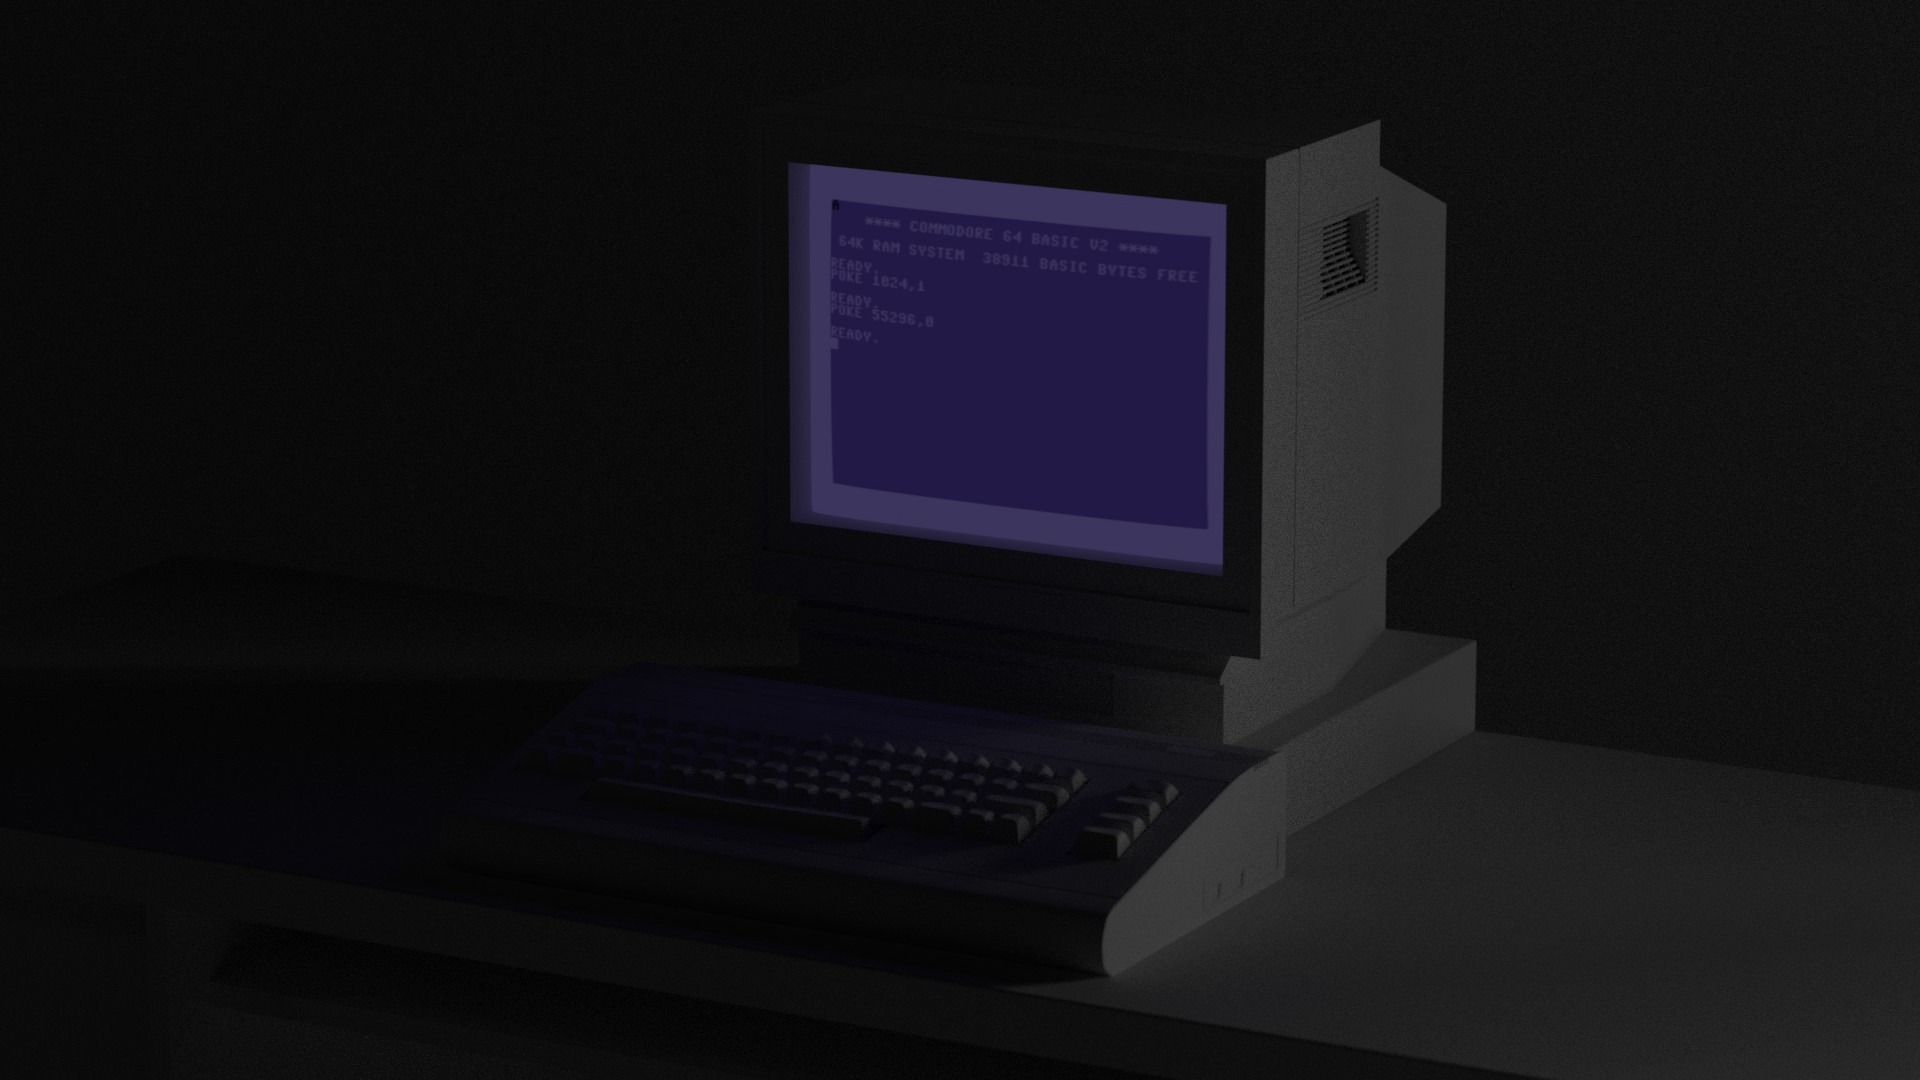 A
**** COMMODORE 64 BASIC V2 ****
64K RAM SYSTEM 38911 BASIC BYTES FREE
READY.
POKE 1024,1
READY.
POKE 55296,0
READY.